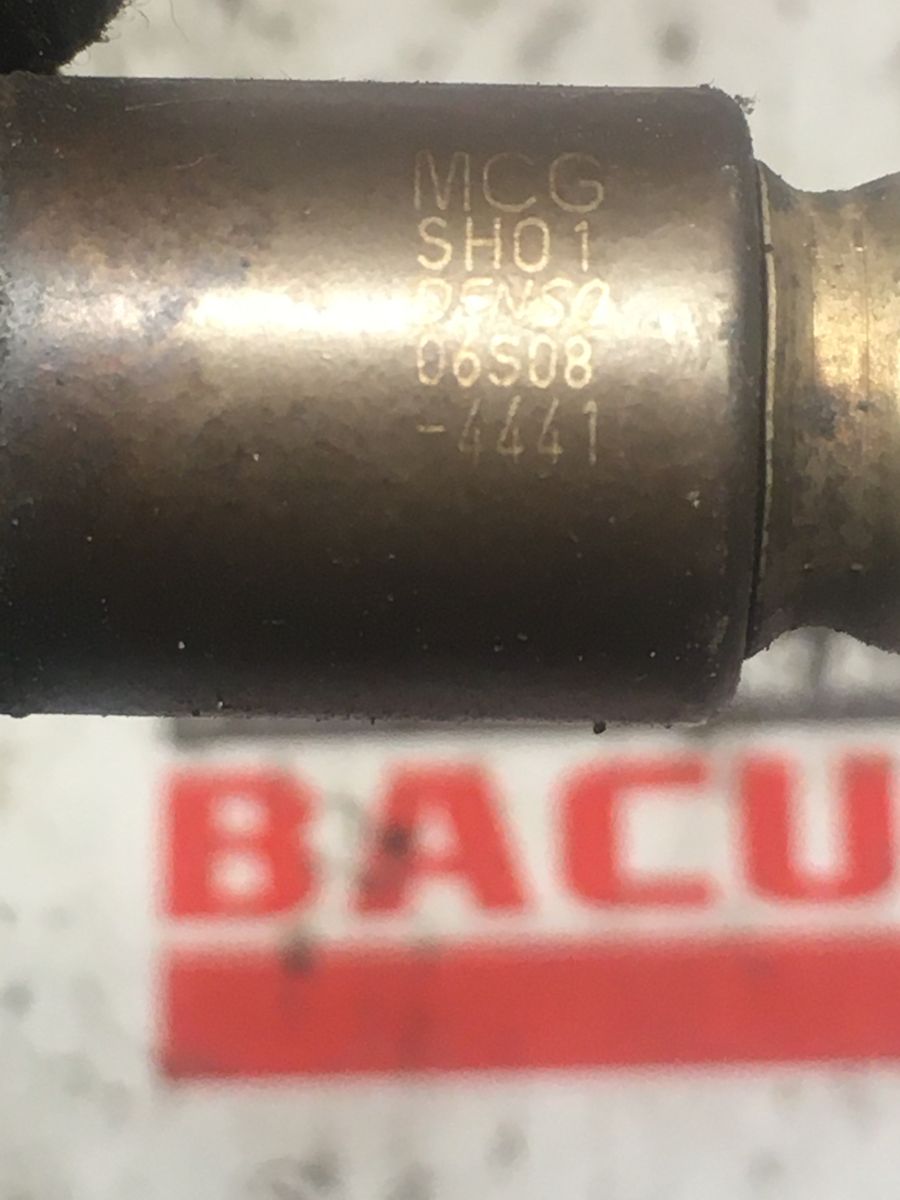 MCG
SH01
DENSO
06S08
-4441
BACU